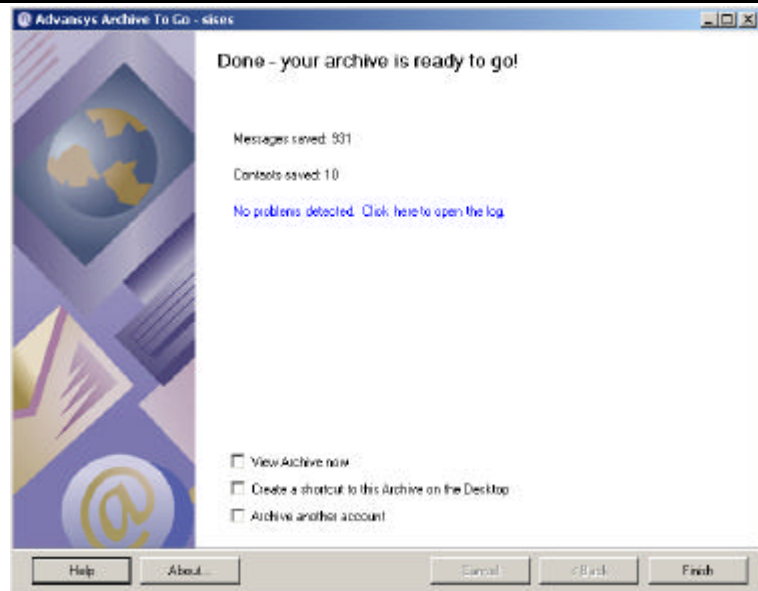 Advansys Archive To Go - sises
Done - your archive is ready to go!
Messages saved: 931
Contacts saved: 10
No problems detected. Click here to open the log.
View Archive now
Create a shortcut to this Archive on the Desktop
Archive another account
Help About... Cancel < Back Finish